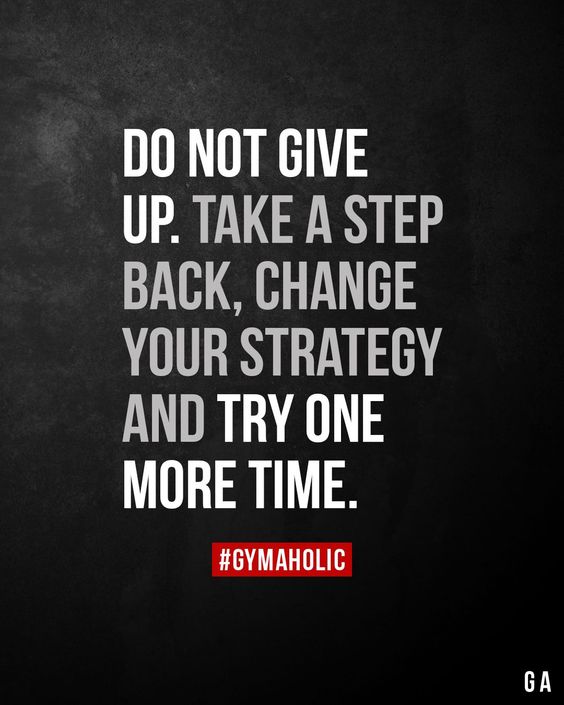 DO NOT GIVE
UP. TAKE A STEP
BACK, CHANGE
YOUR STRATEGY
AND TRY ONE
MORE TIME.
#GYMAHOLIC
GA